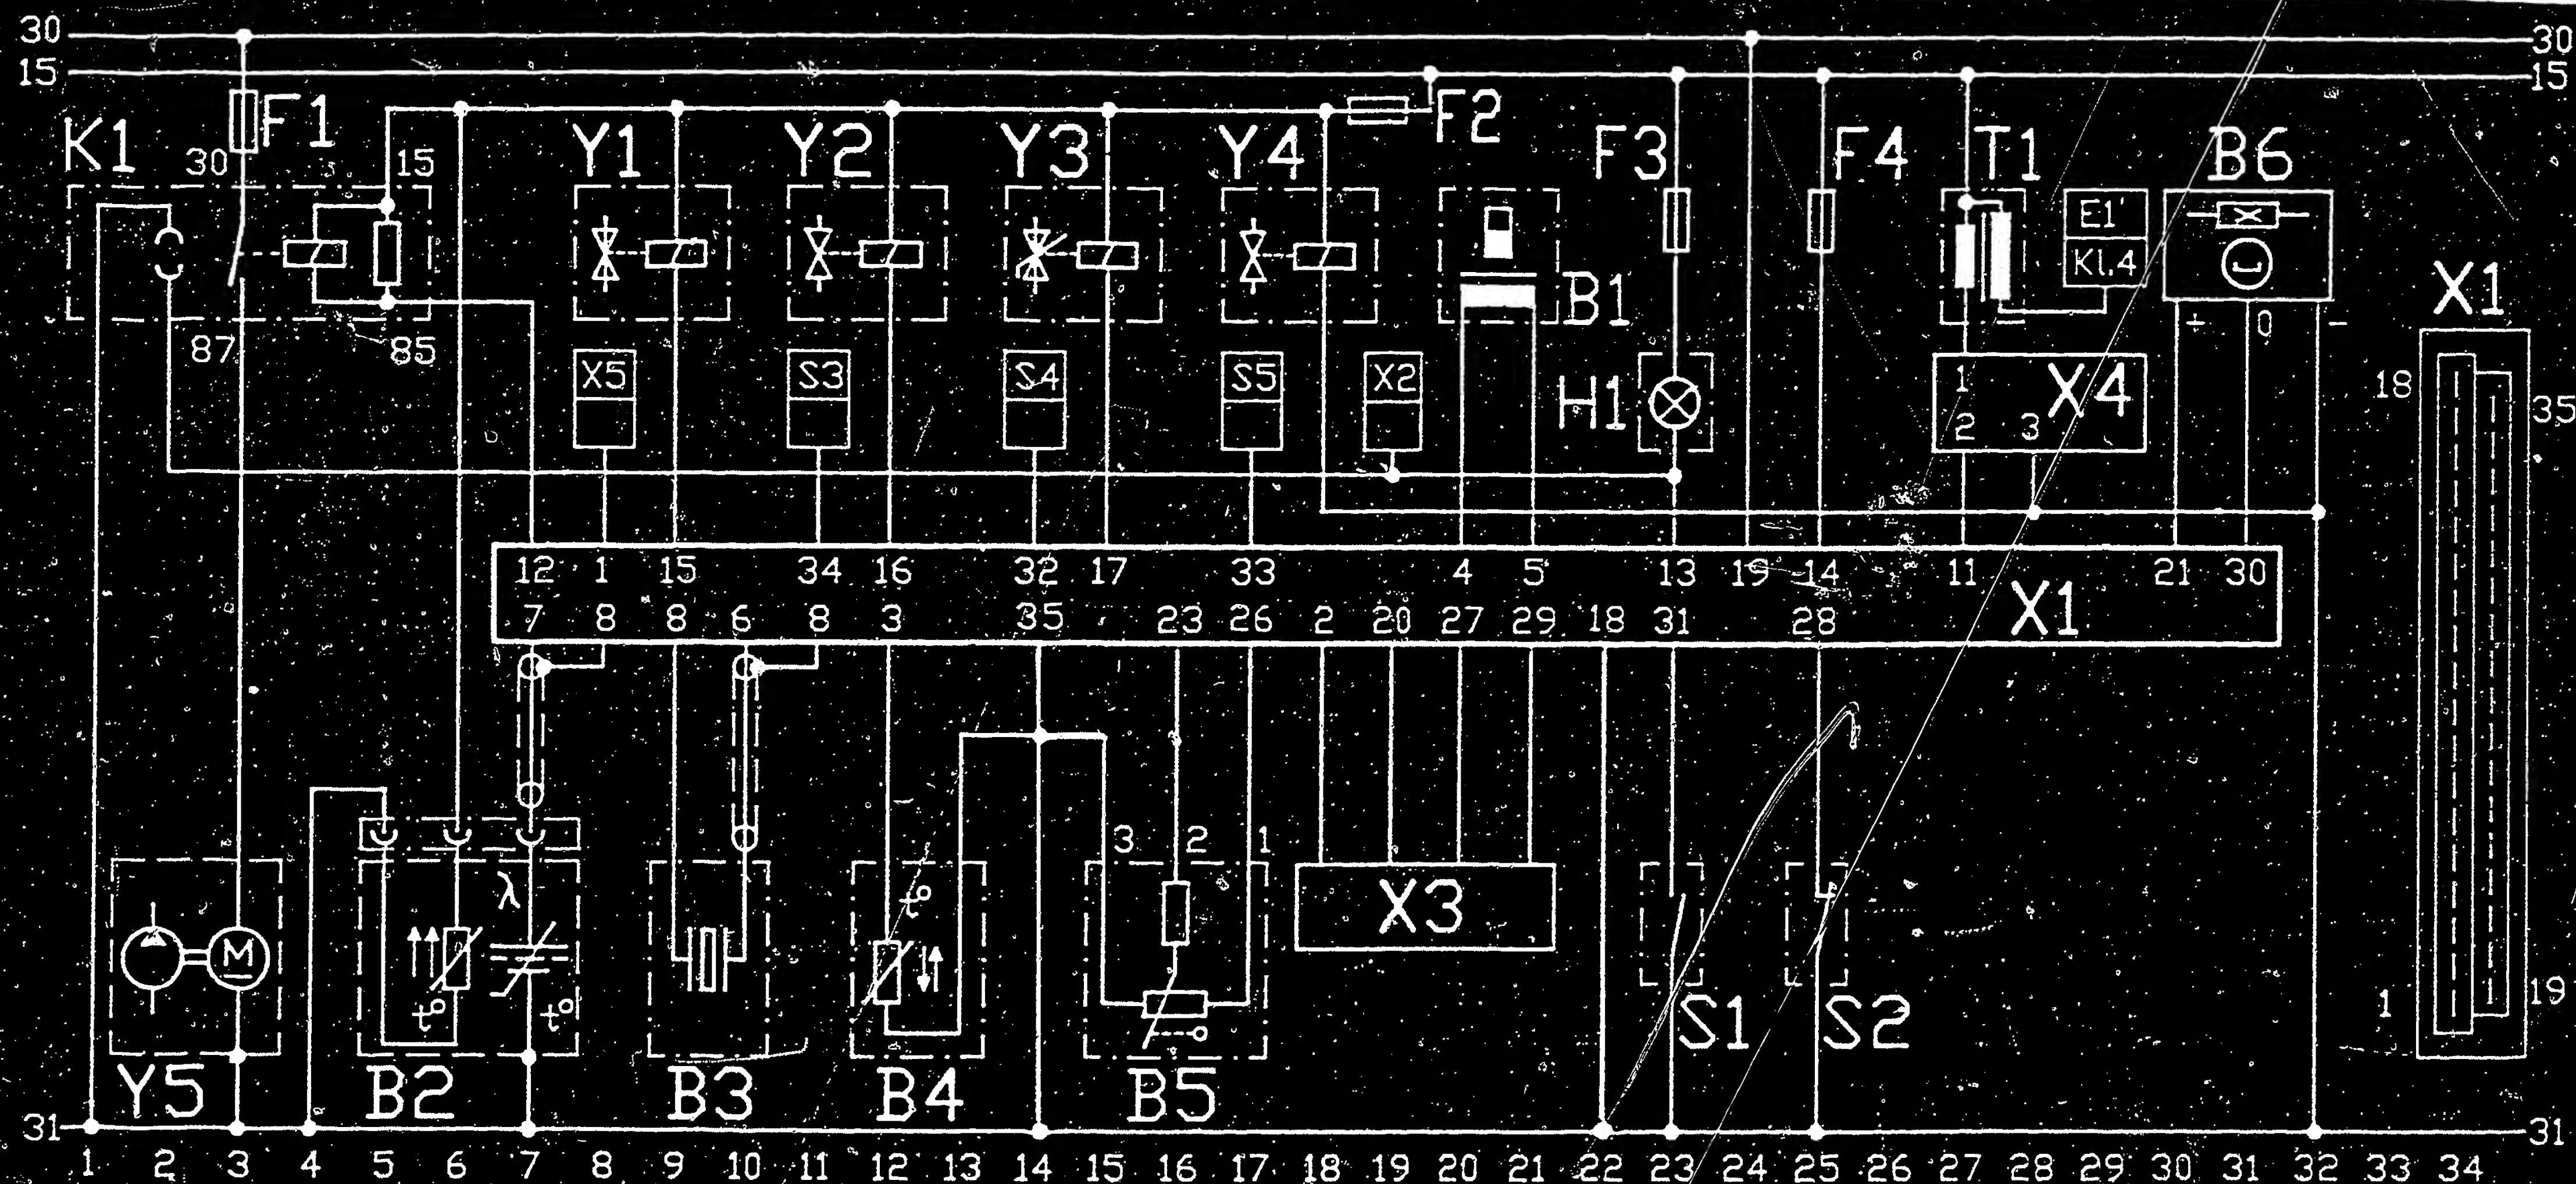 30 30
15 15
K1 F1 Y1 Y2 Y3 Y4 F2 F3 F4 T1 B6
30 15
E1
Kl.4
B1 X1
+ 0 -
87 85
X5 S3 S4 S5 X2 H1 1 X4 18 35
2 3
12 1 15 34 16 32 17 33 4 5 13 19 14 11 21 30
7 8 8 6 8 3 35 23 26 2 20 27 29 18 31 28 X1
3 2 1
λ t° X3
M
t° t° 1 19
S1 S2
Y5 B2 B3 B4 B5
31 31
1 2 3 4 5 6 7 8 9 10 11 12 13 14 15 16 17 18 19 20 21 22 23 24 25 26 27 28 29 30 31 32 33 34